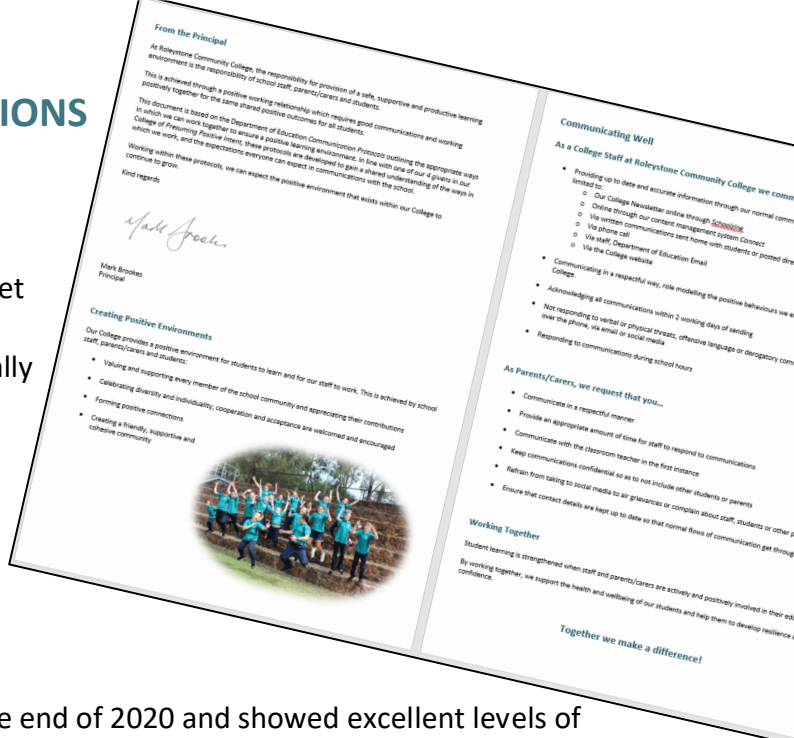 IONS
et
ally
From the Principal
At Roleystone Community College, the responsibility for provision of a safe, supportive and productive learning
environment is the responsibility of school staff, parents/carers and students.
This is achieved through a positive working relationship which requires good communications and working
positively together for the same shared positive outcomes for all students.
This document is based on the Department of Education Communication Protocols outlining the appropriate ways
in which we can work together to ensure a positive learning environment. In line with one of our 4 givens in our
College of Presuming Positive Intent, these protocols are developed to gain a shared understanding of the ways in
which we work, and the expectations everyone can expect in communications with the school.
Working within these protocols, we can expect the positive environment that exists within our College to
continue to grow.
Kind regards
Mark Brookes
Mark Brookes
Principal
Creating Positive Environments
Our College provides a positive environment for students to learn and for our staff to work. This is achieved by school
staff, parents/carers and students:
• Valuing and supporting every member of the school community and appreciating their contributions
• Celebrating diversity and individuality; cooperation and acceptance are welcomed and encouraged
• Forming positive connections
• Creating a friendly, supportive and
cohesive community
Communicating Well
As a College Staff at Roleystone Community College we comm
• Providing up to date and accurate information through our normal comm
limited to:
o Our College Newsletter online through Schoolzine
o Online through our content management system Connect
o Via written communications sent home with students or posted dire
o Via phone call
o Via staff, Department of Education Email
o Via the College website
• Communicating in a respectful way, role modelling the positive behaviours we e
College.
• Acknowledging all communications within 2 working days of sending
• Not responding to verbal or physical threats, offensive language or derogatory com
over the phone, via email or social media
• Responding to communications during school hours
As Parents/Carers, we request that you...
• Communicate in a respectful manner
• Provide an appropriate amount of time for staff to respond to communications
• Communicate with the classroom teacher in the first instance
• Keep communications confidential so as to not include other students or parents
• Refrain from taking to social media to air grievances or complain about staff, students or other p
• Ensure that contact details are kept up to date so that normal flows of communication get throug
Working Together
Student learning is strengthened when staff and parents/carers are actively and positively involved in their edu
By working together, we support the health and wellbeing of our students and help them to develop resilience a
confidence.
Together we make a difference!
e end of 2020 and showed excellent levels of